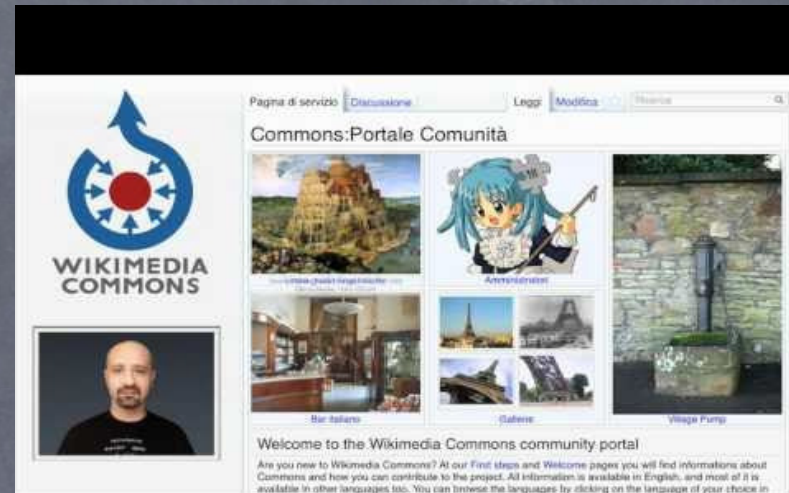 Pagina di servizio Discussione Leggi Modifica Ricerca
Commons:Portale Comunità
WIKIMEDIA
COMMONS
Amministratori
Bar italiano
Gallerie
Village Pump
Welcome to the Wikimedia Commons community portal
Are you new to Wikimedia Commons? At our First steps and Welcome pages you will find informations about
Commons and how you can contribute to the project. All information is available in English, and most of it is
available in other languages too. You can browse the languages by clicking on the language of your choice in